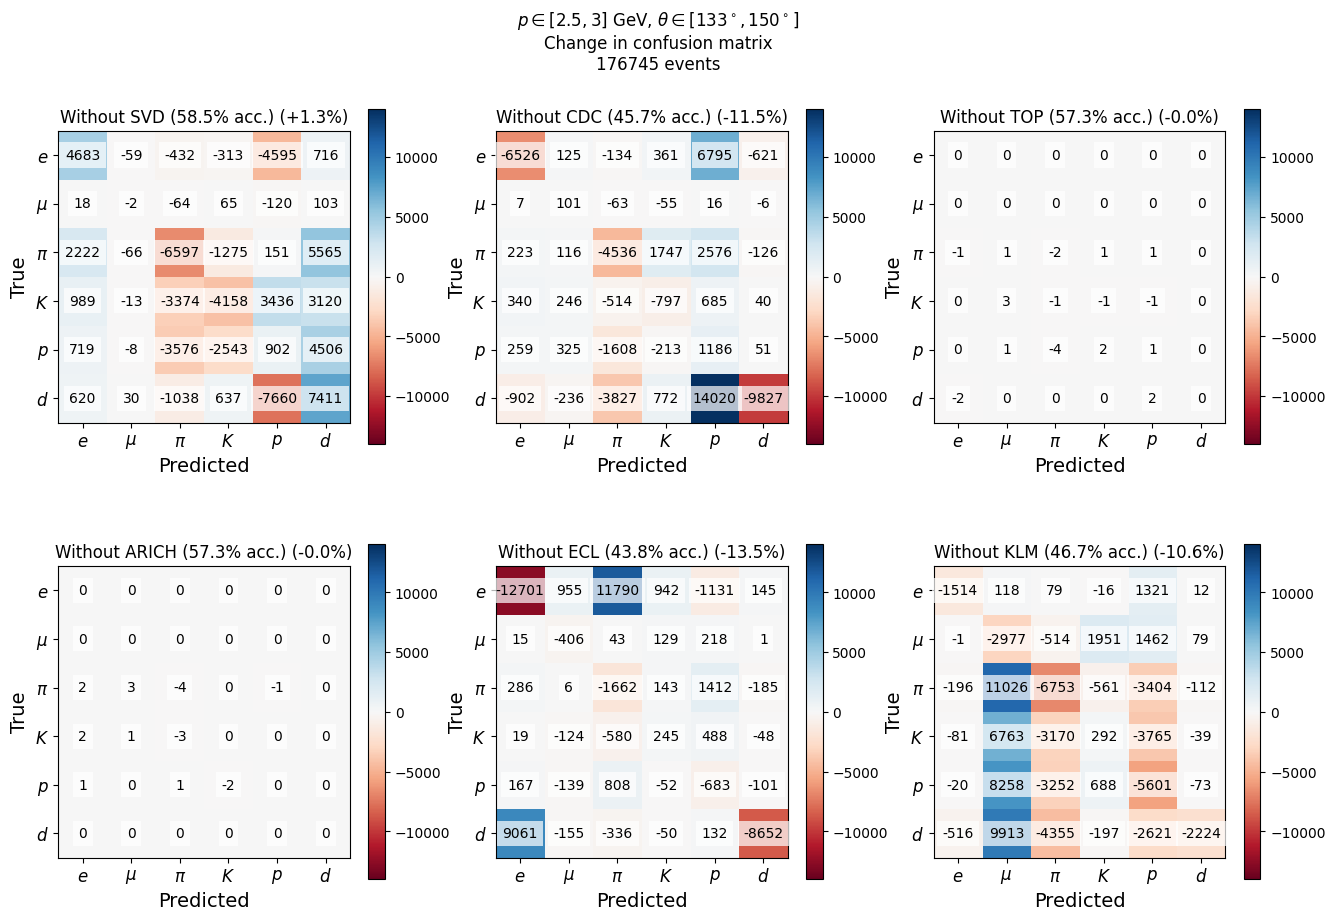 p ∈ [2.5, 3] GeV, θ ∈ [133°, 150°]
Change in confusion matrix
176745 events
Without SVD (58.5% acc.) (+1.3%)
e 4683 -59 -432 -313 -4595 716
μ 18 -2 -64 65 -120 103
π 2222 -66 -6597 -1275 151 5565
K 989 -13 -3374 -4158 3436 3120
p 719 -8 -3576 -2543 902 4506
d 620 30 -1038 637 -7660 7411
e μ π K p d
Predicted
True
10000
5000
0
−5000
−10000
Without CDC (45.7% acc.) (-11.5%)
e -6526 125 -134 361 6795 -621
μ 7 101 -63 -55 16 -6
π 223 116 -4536 1747 2576 -126
K 340 246 -514 -797 685 40
p 259 325 -1608 -213 1186 51
d -902 -236 -3827 772 14020 -9827
e μ π K p d
Predicted
True
10000
5000
0
−5000
−10000
Without TOP (57.3% acc.) (-0.0%)
e 0 0 0 0 0 0
μ 0 0 0 0 0 0
π -1 1 -2 1 1 0
K 0 3 -1 -1 -1 0
p 0 1 -4 2 1 0
d -2 0 0 0 2 0
e μ π K p d
Predicted
True
10000
5000
0
−5000
−10000
Without ARICH (57.3% acc.) (-0.0%)
e 0 0 0 0 0 0
μ 0 0 0 0 0 0
π 2 3 -4 0 -1 0
K 2 1 -3 0 0 0
p 1 0 1 -2 0 0
d 0 0 0 0 0 0
e μ π K p d
Predicted
True
10000
5000
0
−5000
−10000
Without ECL (43.8% acc.) (-13.5%)
e -12701 955 11790 942 -1131 145
μ 15 -406 43 129 218 1
π 286 6 -1662 143 1412 -185
K 19 -124 -580 245 488 -48
p 167 -139 808 -52 -683 -101
d 9061 -155 -336 -50 132 -8652
e μ π K p d
Predicted
True
10000
5000
0
−5000
−10000
Without KLM (46.7% acc.) (-10.6%)
e -1514 118 79 -16 1321 12
μ -1 -2977 -514 1951 1462 79
π -196 11026 -6753 -561 -3404 -112
K -81 6763 -3170 292 -3765 -39
p -20 8258 -3252 688 -5601 -73
d -516 9913 -4355 -197 -2621 -2224
e μ π K p d
Predicted
True
10000
5000
0
−5000
−10000